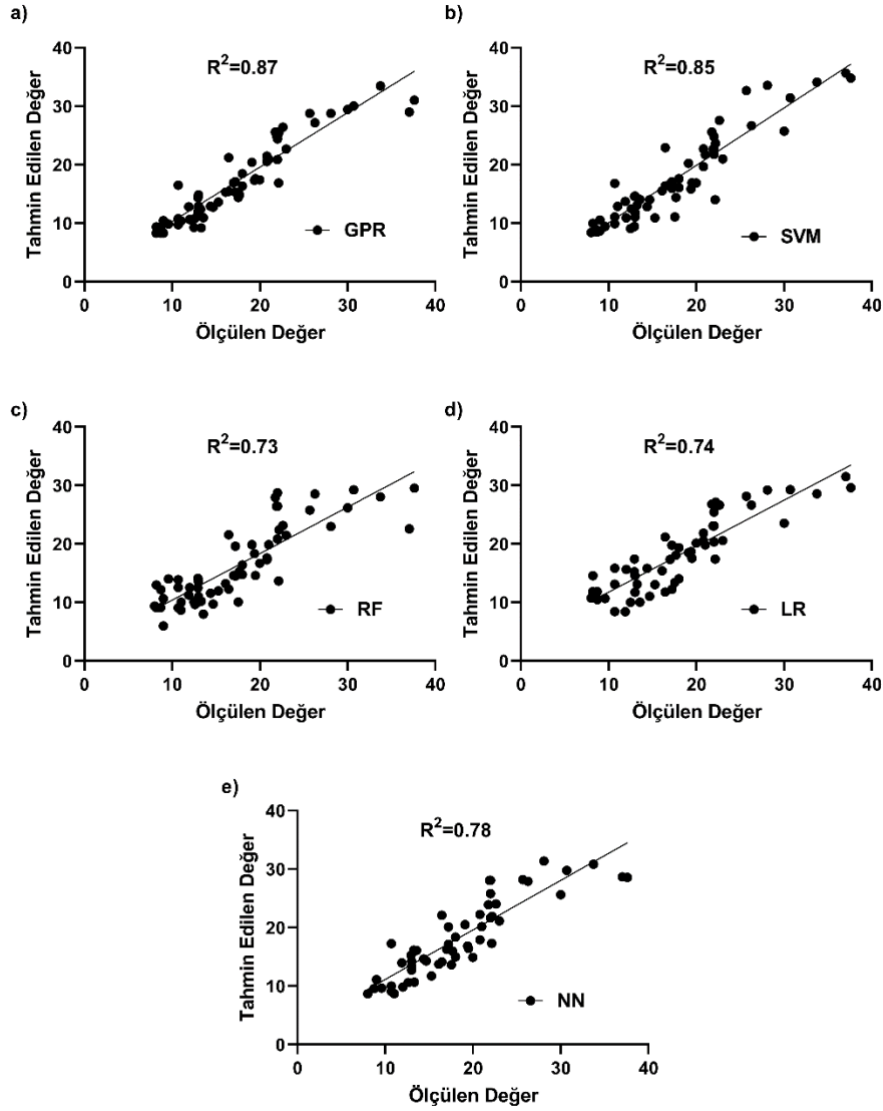 a)
R²=0.87
Tahmin Edilen Değer
40
30
20
10
0
GPR
0 10 20 30 40
Ölçülen Değer
b)
R²=0.85
Tahmin Edilen Değer
40
30
20
10
0
SVM
0 10 20 30 40
Ölçülen Değer
c)
R²=0.73
Tahmin Edilen Değer
40
30
20
10
0
RF
0 10 20 30 40
Ölçülen Değer
d)
R²=0.74
Tahmin Edilen Değer
40
30
20
10
0
LR
0 10 20 30 40
Ölçülen Değer
e)
R²=0.78
Tahmin Edilen Değer
40
30
20
10
0
NN
0 10 20 30 40
Ölçülen Değer